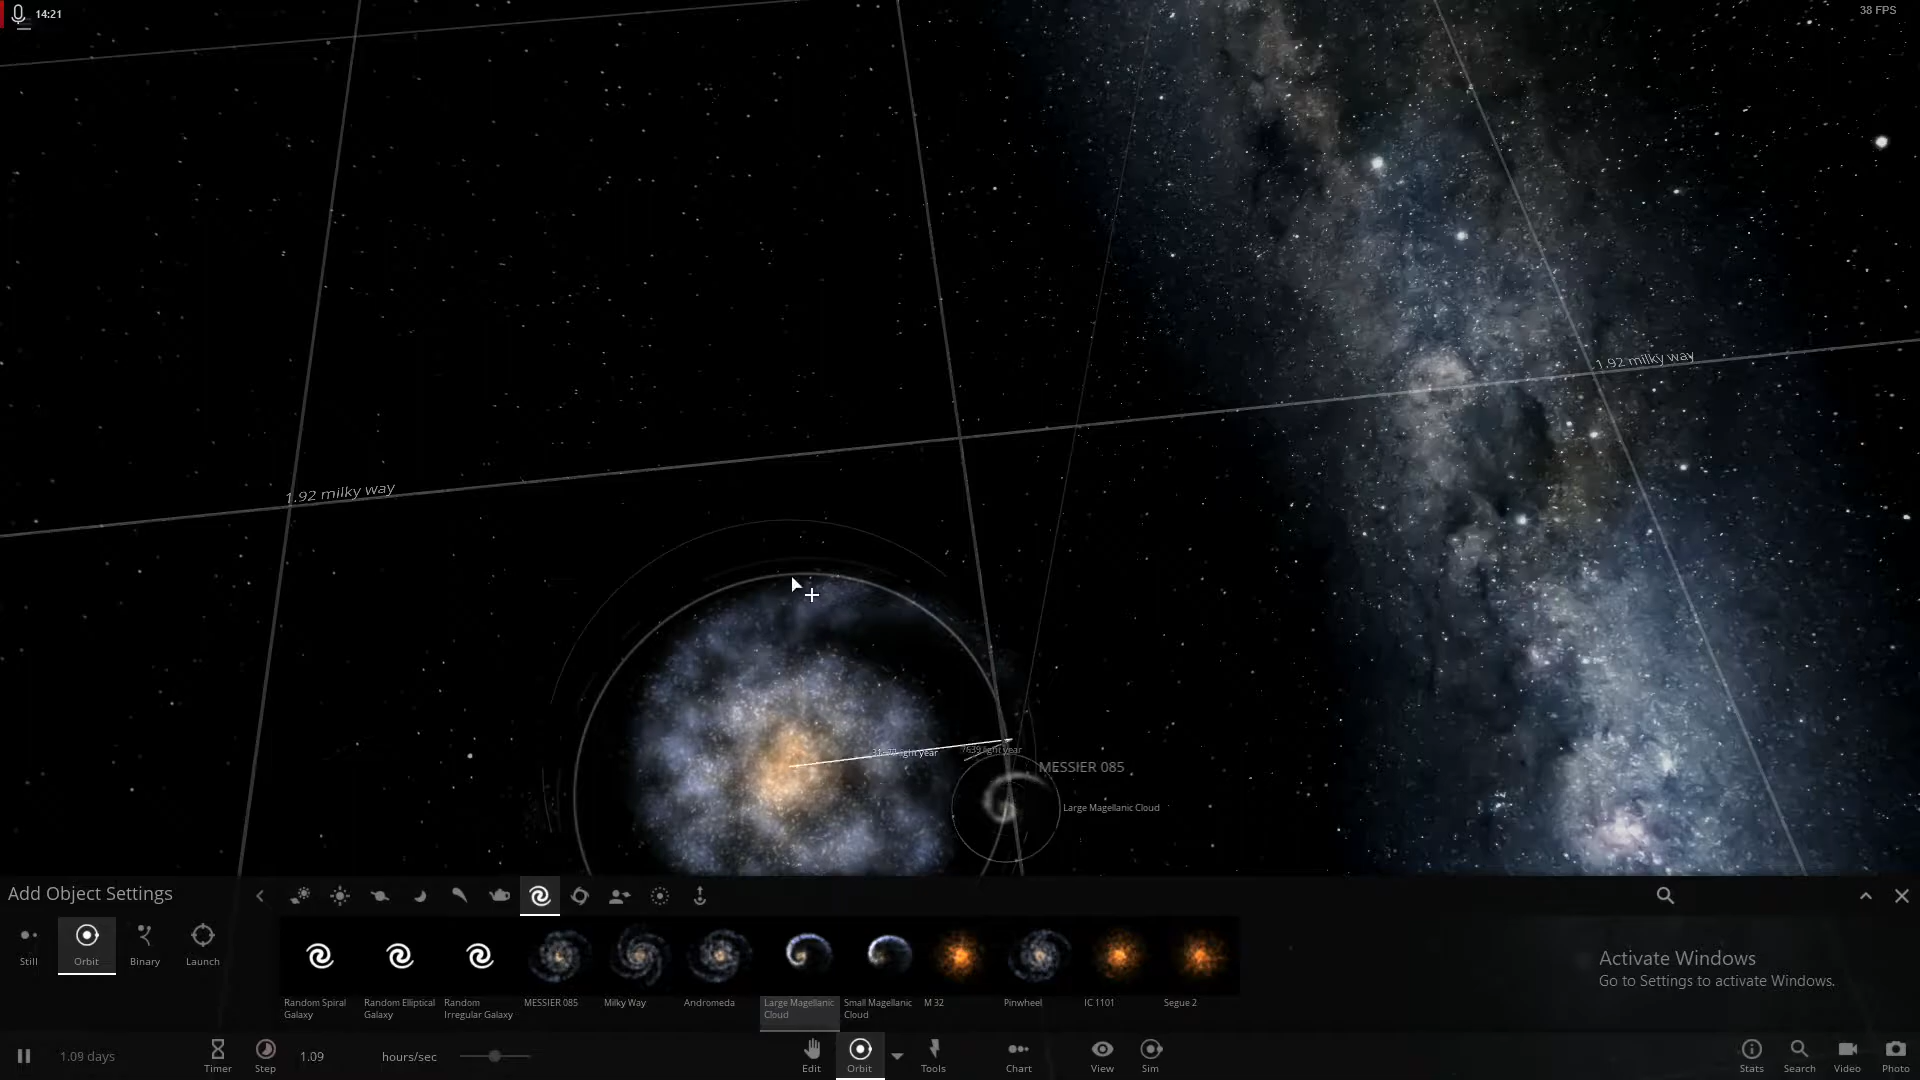 14:21
38 FPS
1.92 milky way
1.92 milky way
MESSIER 085
Large Magellanic Cloud
Add Object Settings
Still
Orbit
Binary
Launch
Random Spiral
Galaxy
Random Elliptical
Galaxy
Random
Irregular Galaxy
MESSIER 085
Milky Way
Andromeda
Large Magellanic
Cloud
Small Magellanic
Cloud
M 32
Pinwheel
IC 1101
Segue 2
Activate Windows
Go to Settings to activate Windows.
1.09 days
Timer
Step
1.09
hours/sec
Edit
Orbit
Tools
Chart
View
Sim
Stats
Search
Video
Photo